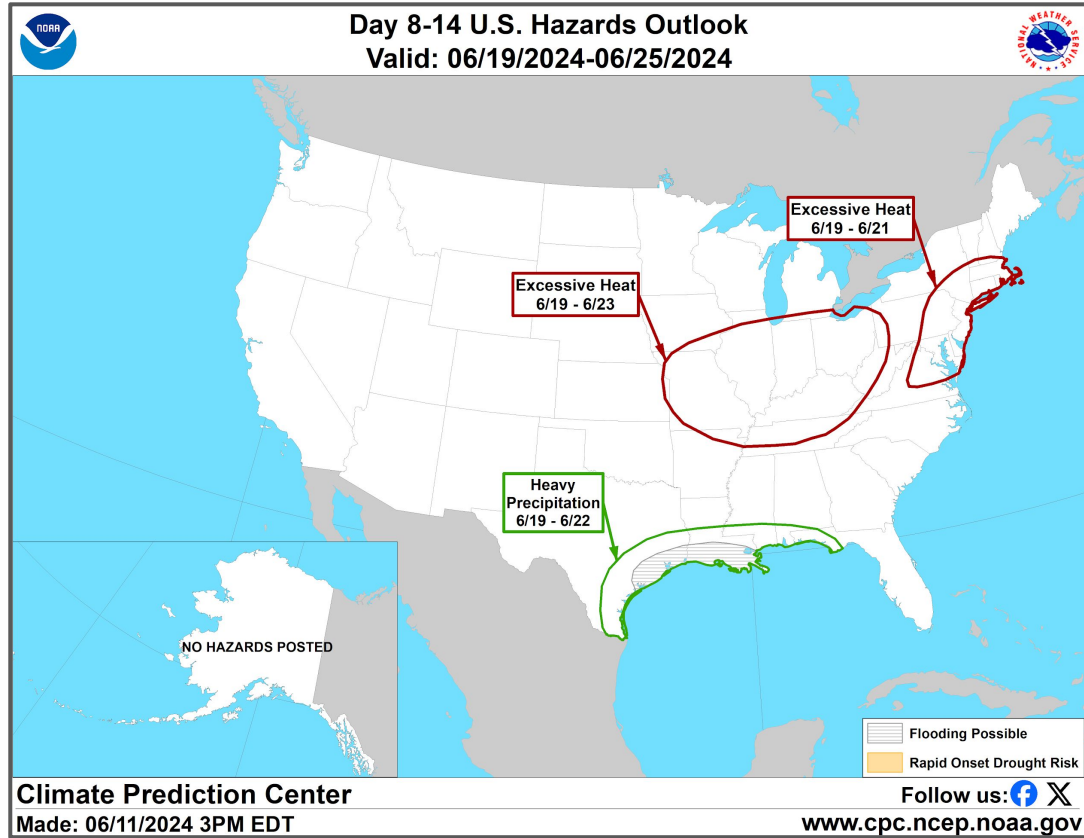 NOAA
Day 8-14 U.S. Hazards Outlook
Valid: 06/19/2024-06/25/2024
NATIONAL WEATHER SERVICE
Excessive Heat
6/19 - 6/21
Excessive Heat
6/19 - 6/23
Heavy
Precipitation
6/19 - 6/22
NO HAZARDS POSTED
Flooding Possible
Rapid Onset Drought Risk
Climate Prediction Center
Follow us:
Made: 06/11/2024 3PM EDT
www.cpc.ncep.noaa.gov